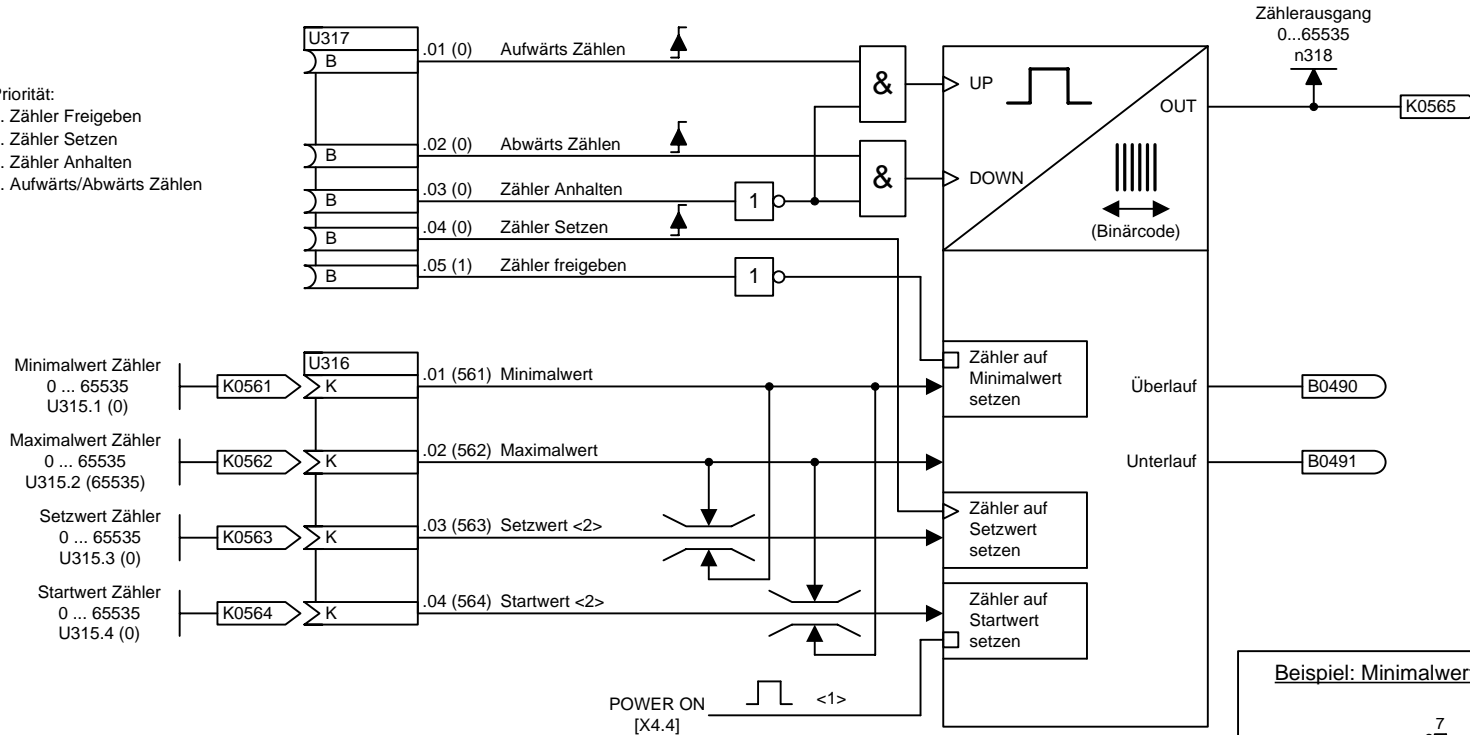 Zählerausgang
0...65535
n318
U317
B
.01 (0) Aufwärts Zählen
&
UP
OUT
K0565
. Zähler Freigeben
. Zähler Setzen
. Zähler Anhalten
. Aufwärts/Abwärts Zählen
B
.02 (0) Abwärts Zählen
&
DOWN
(Binärcode)
B
.03 (0) Zähler Anhalten
1
B
.04 (0) Zähler Setzen
B
.05 (1) Zähler freigeben
1
U316
Minimalwert Zähler
0 ... 65535
U315.1 (0)
K0561
K
.01 (561) Minimalwert
Zähler auf
Minimalwert
setzen
Überlauf
B0490
Maximalwert Zähler
0 ... 65535
U315.2 (65535)
K0562
K
.02 (562) Maximalwert
Unterlauf
B0491
Setzwert Zähler
0 ... 65535
U315.3 (0)
K0563
K
.03 (563) Setzwert <2>
Zähler auf
Setzwert
setzen
Startwert Zähler
0 ... 65535
U315.4 (0)
K0564
K
.04 (564) Startwert <2>
Zähler auf
Startwert
setzen
POWER ON
[X4.4]
<1>
Beispiel: Minimalwer
7